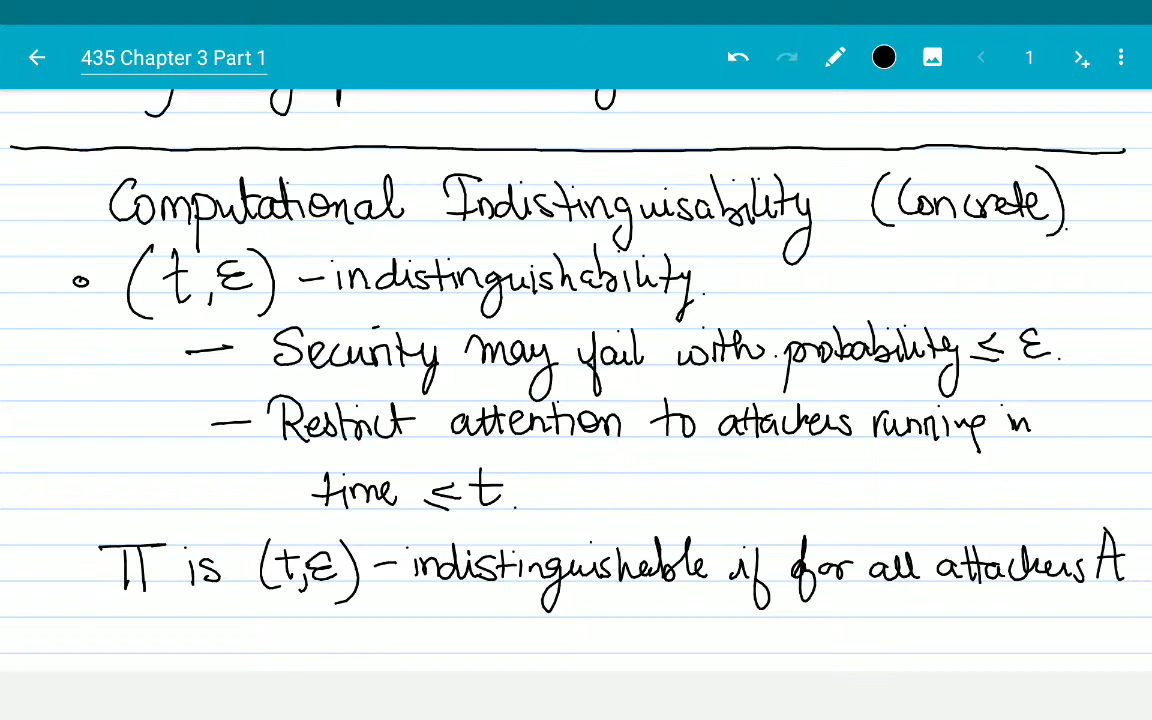 435 Chapter 3 Part 1
1
Computational Indistinguisability (Concrete).
(t, ε) - indistinguishability.
— Security may fail with probability ≤ ε.
— Restrict attention to attackers running in
time ≤ t.
Π is (t,ε) - indistinguishable if for all attackers A